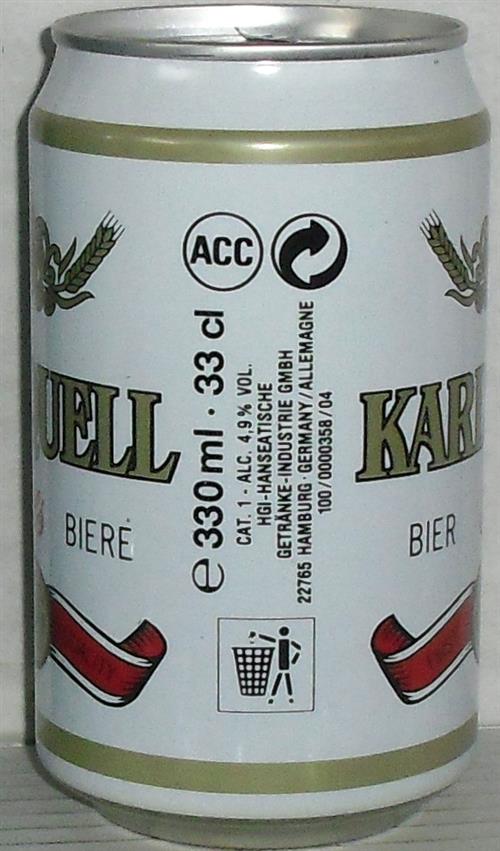 ACC
e 330 ml · 33 cl
CAT. 1 - ALC. 4,9 % VOL.
HGI-HANSEATISCHE
GETRÄNKE-INDUSTRIE GMBH
22765 HAMBURG · GERMANY/ALLEMAGNE
100/0000358/04
UELL
BIERE
KARL
BIER